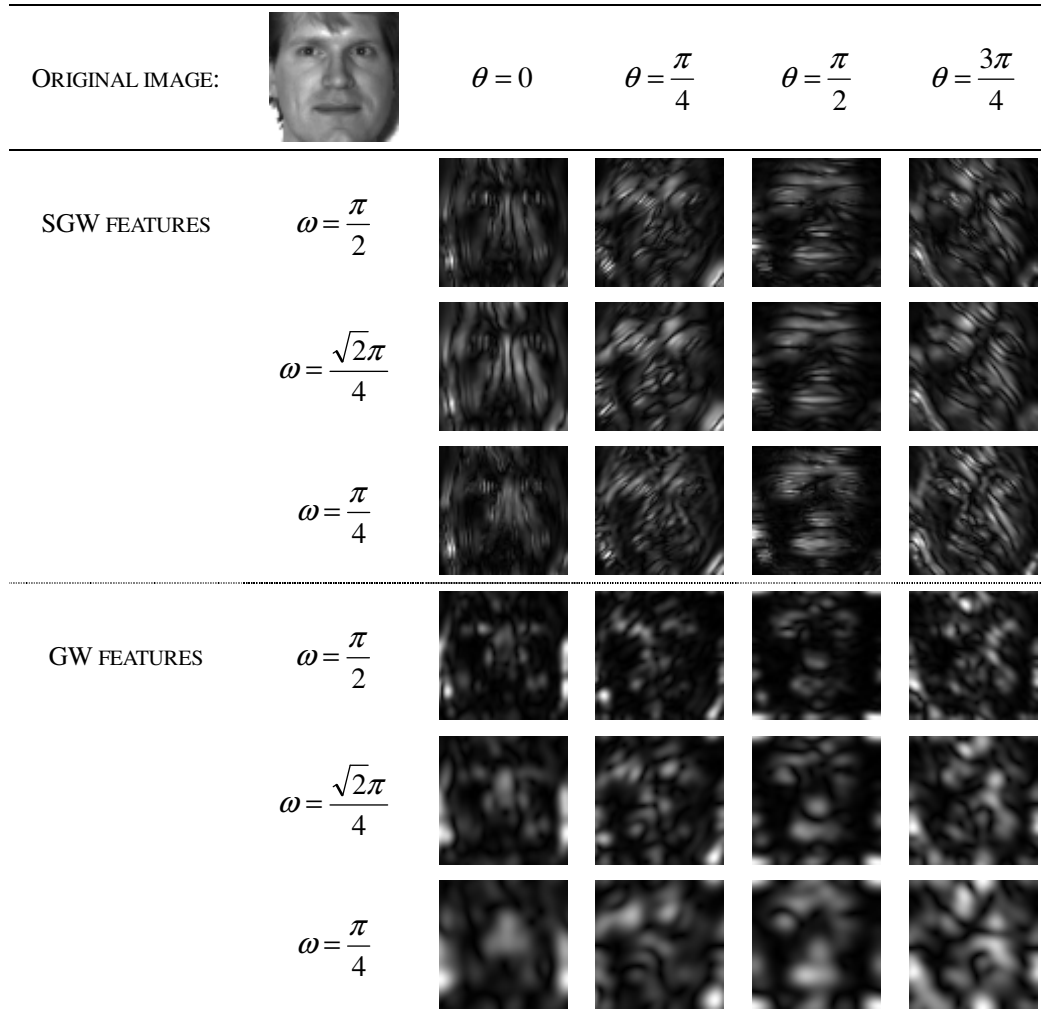 ORIGINAL IMAGE: θ = 0 θ = π/4 θ = π/2 θ = 3π/4
SGW FEATURES ω = π/2
ω = √2π/4
ω = π/4
GW FEATURES ω = π/2
ω = √2π/4
ω = π/4